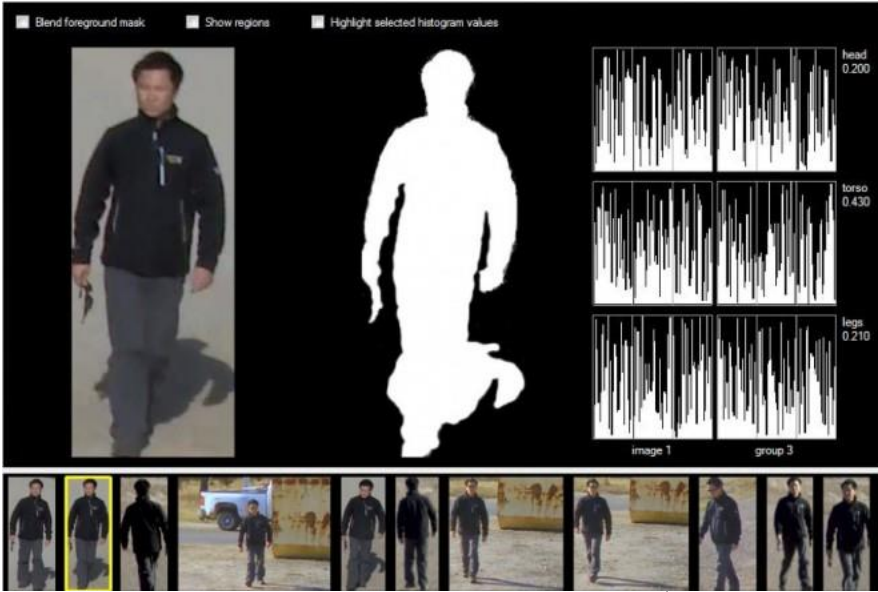 Blend foreground mask Show regions Highlight selected histogram values
head
0.200
torso
0.430
legs
0.210
image 1 group 3